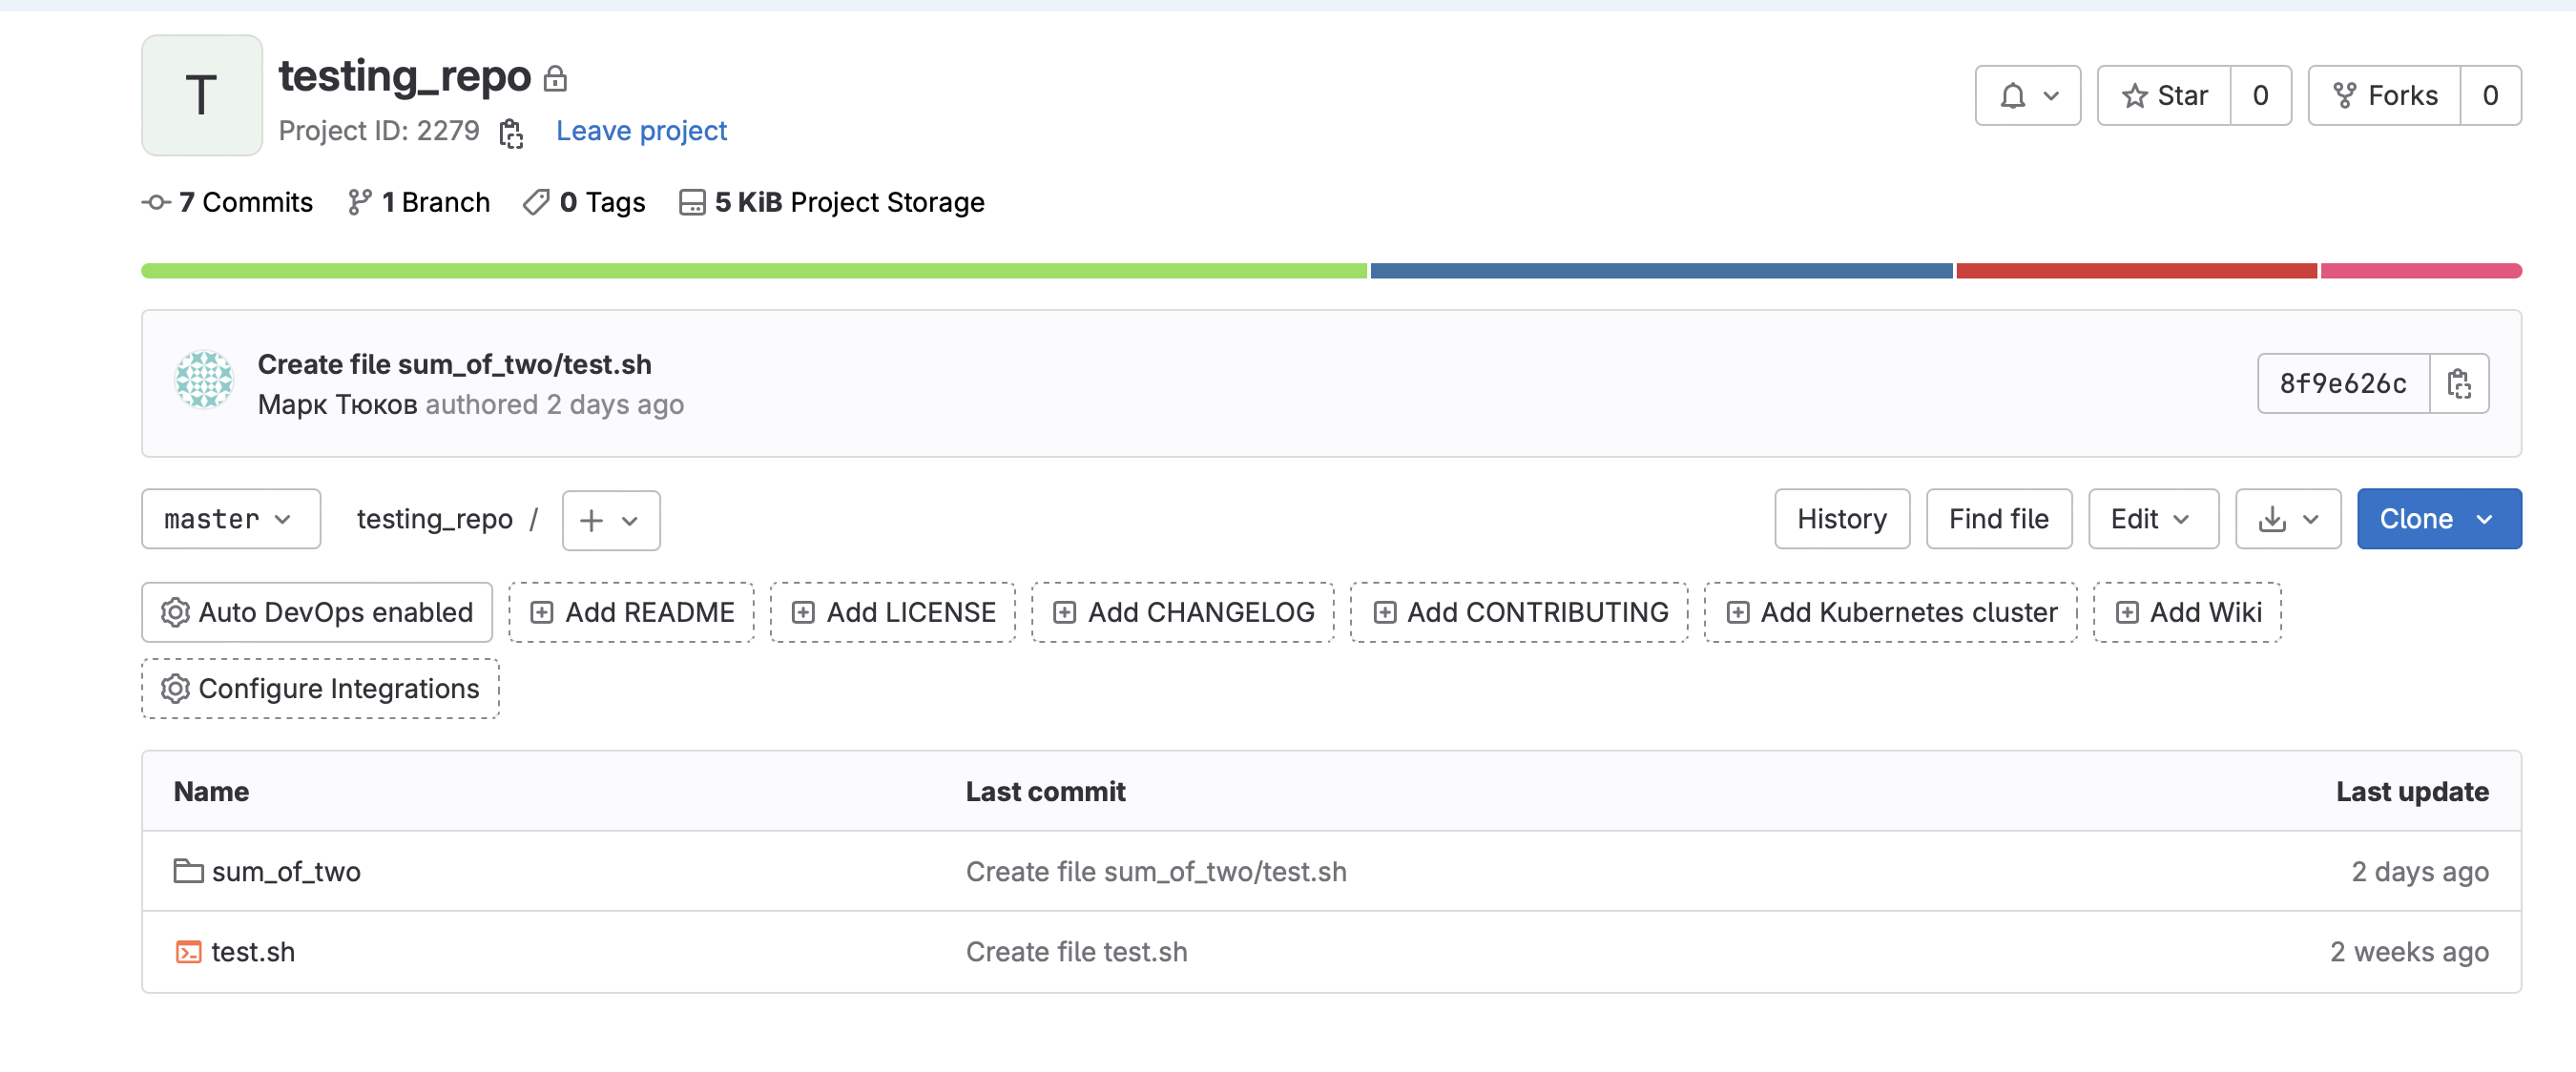 T
testing_repo
Project ID: 2279 Leave project
Star 0 Forks 0
7 Commits 1 Branch 0 Tags 5 KiB Project Storage
Create file sum_of_two/test.sh
Марк Тюков authored 2 days ago
8f9e626c
master testing_repo / History Find file Edit Clone
Auto DevOps enabled Add README Add LICENSE Add CHANGELOG Add CONTRIBUTING Add Kubernetes cluster Add Wiki
Configure Integrations
Name Last commit Last update
sum_of_two Create file sum_of_two/test.sh 2 days ago
test.sh Create file test.sh 2 weeks ago